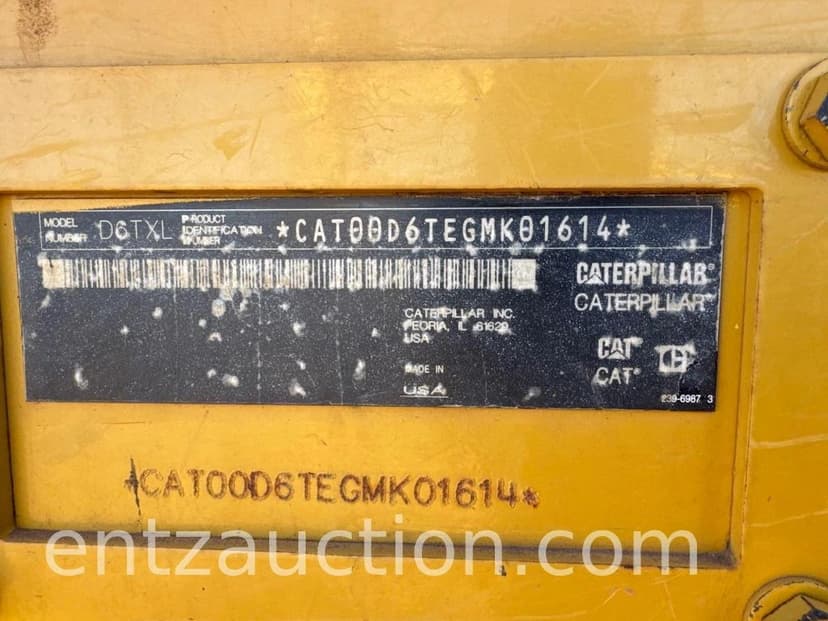 MODEL NUMBER D6TXL PRODUCT IDENTIFICATION NUMBER *CAT00D6TEGMK01614*
CATERPILLAR®
CATERPILLAR®
CATERPILLAR INC.
PEORIA, IL 61629
USA
CAT®
CAT®
MADE IN
USA
239-6987 3
*CAT00D6TEGMK01614*
entzauction.com